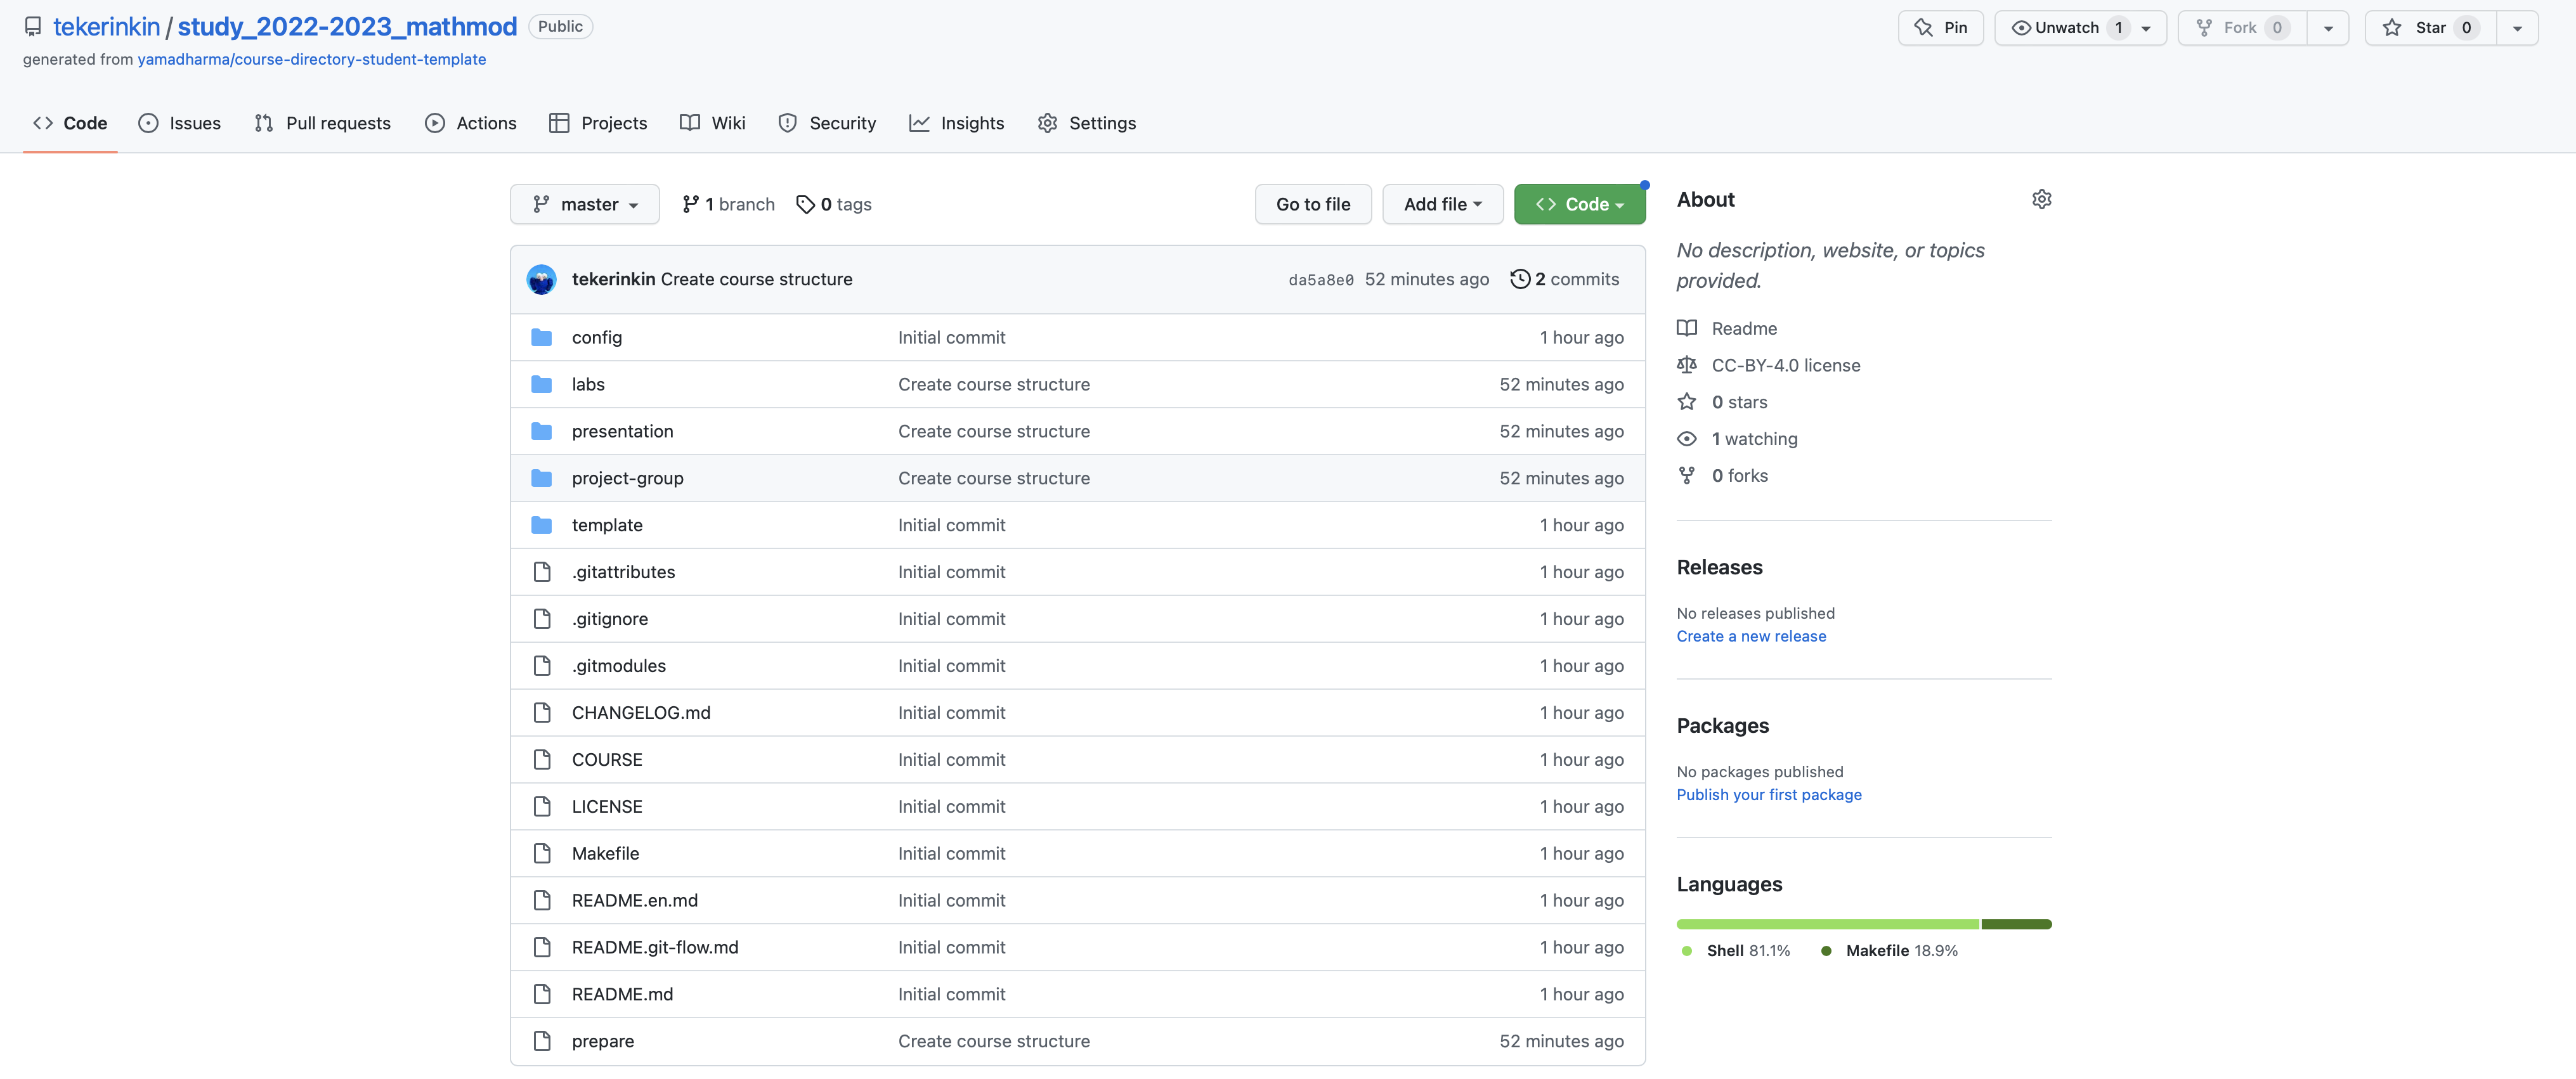 tekerinkin / study_2022-2023_mathmod Public
Pin Unwatch 1 Fork 0 Star 0
generated from yamadharma/course-directory-student-template
Code Issues Pull requests Actions Projects Wiki Security Insights Settings
master 1 branch 0 tags Go to file Add file Code
tekerinkin Create course structure da5a8e0 52 minutes ago 2 commits
config Initial commit 1 hour ago
labs Create course structure 52 minutes ago
presentation Create course structure 52 minutes ago
project-group Create course structure 52 minutes ago
template Initial commit 1 hour ago
.gitattributes Initial commit 1 hour ago
.gitignore Initial commit 1 hour ago
.gitmodules Initial commit 1 hour ago
CHANGELOG.md Initial commit 1 hour ago
COURSE Initial commit 1 hour ago
LICENSE Initial commit 1 hour ago
Makefile Initial commit 1 hour ago
README.en.md Initial commit 1 hour ago
README.git-flow.md Initial commit 1 hour ago
README.md Initial commit 1 hour ago
prepare Create course structure 52 minutes ago
About
No description, website, or topics
provided.
Readme
CC-BY-4.0 license
0 stars
1 watching
0 forks
Releases
No releases published
Create a new release
Packages
No packages published
Publish your first package
Languages
Shell 81.1% Makefile 18.9%